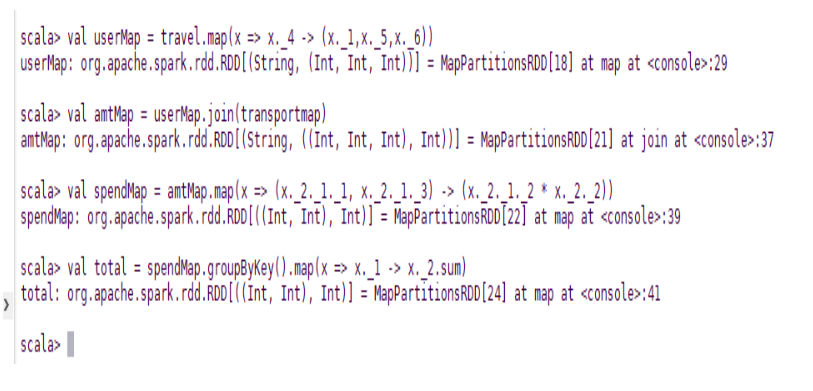 scala> val userMap = travel.map(x => x._4 -> (x._1,x._5,x._6))
userMap: org.apache.spark.rdd.RDD[(String, (Int, Int, Int))] = MapPartitionsRDD[18] at map at <console>:29
scala> val amtMap = userMap.join(transportmap)
amtMap: org.apache.spark.rdd.RDD[(String, ((Int, Int, Int), Int))] = MapPartitionsRDD[21] at join at <console>:37
scala> val spendMap = amtMap.map(x => (x._2._1._1, x._2._1._3) -> (x._2._1._2 * x._2._2))
spendMap: org.apache.spark.rdd.RDD[((Int, Int), Int)] = MapPartitionsRDD[22] at map at <console>:39
scala> val total = spendMap.groupByKey().map(x => x._1 -> x._2.sum)
total: org.apache.spark.rdd.RDD[((Int, Int), Int)] = MapPartitionsRDD[24] at map at <console>:41
scala>